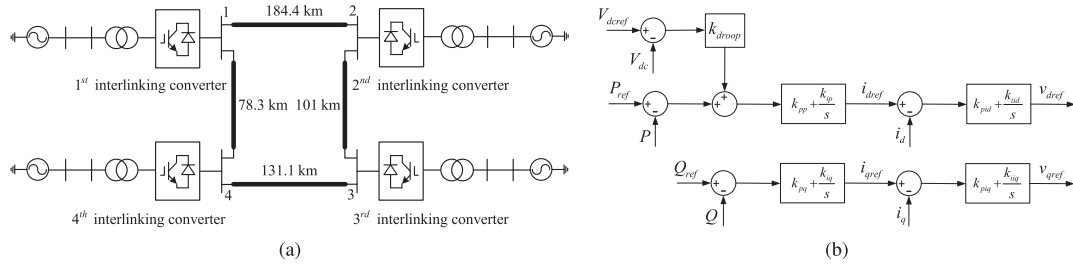 1
184.4 km
2
1st interlinking converter
2nd interlinking converter
78.3 km
101 km
131.1 km
4
3
4th interlinking converter
3rd interlinking converter
(a)
Vdcref
+
−
kdroop
Vdc
Pref
+
−
+
+
kpp + kip/s
idref
+
−
kpid + kiid/s
vdref
P
id
Qref
+
−
kpq + kiq/s
iqref
+
−
kpiq + kiiq/s
vqref
Q
iq
(b)